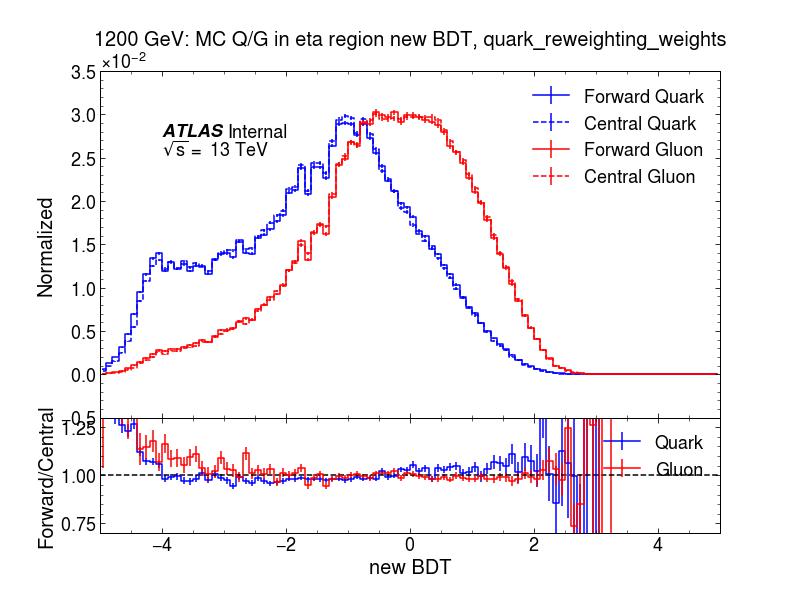 1200 GeV: MC Q/G in eta region new BDT, quark_reweighting_weights
×10⁻²
3.5
3.0
2.5
2.0
1.5
1.0
0.5
0.0
Normalized
ATLAS Internal
√s = 13 TeV
Forward Quark
Central Quark
Forward Gluon
Central Gluon
1.25
1.00
0.75
Forward/Central
Quark
Gluon
−4 −2 0 2 4
new BDT